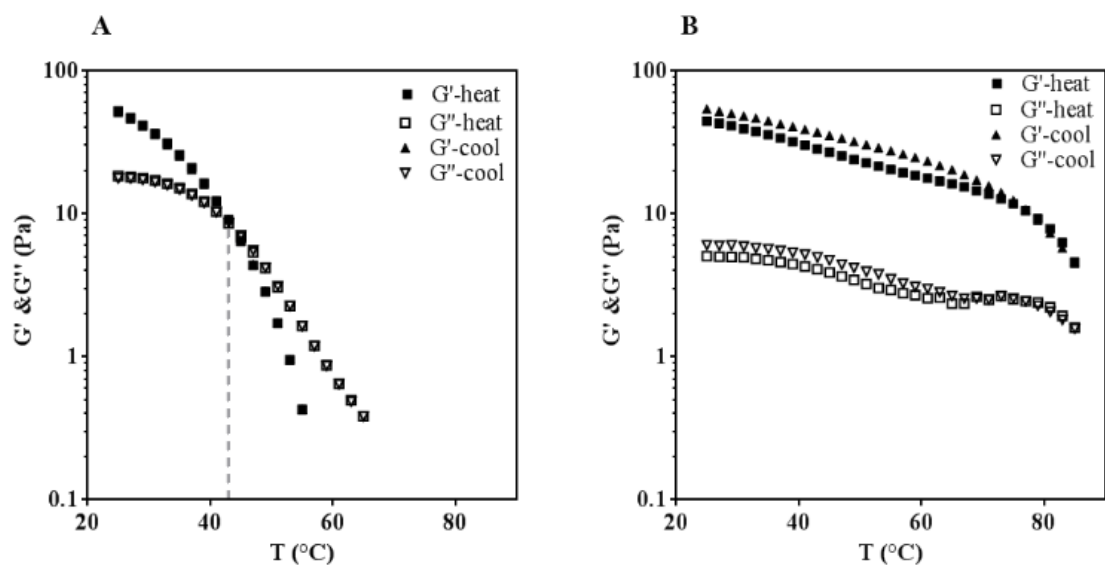 A
G' &G'' (Pa)
100
10
1
0.1
20
40
60
80
T (°C)
G'-heat
G''-heat
G'-cool
G''-cool
B
G' &G'' (Pa)
100
10
1
0.1
20
40
60
80
T (°C)
G'-heat
G''-heat
G'-cool
G''-cool